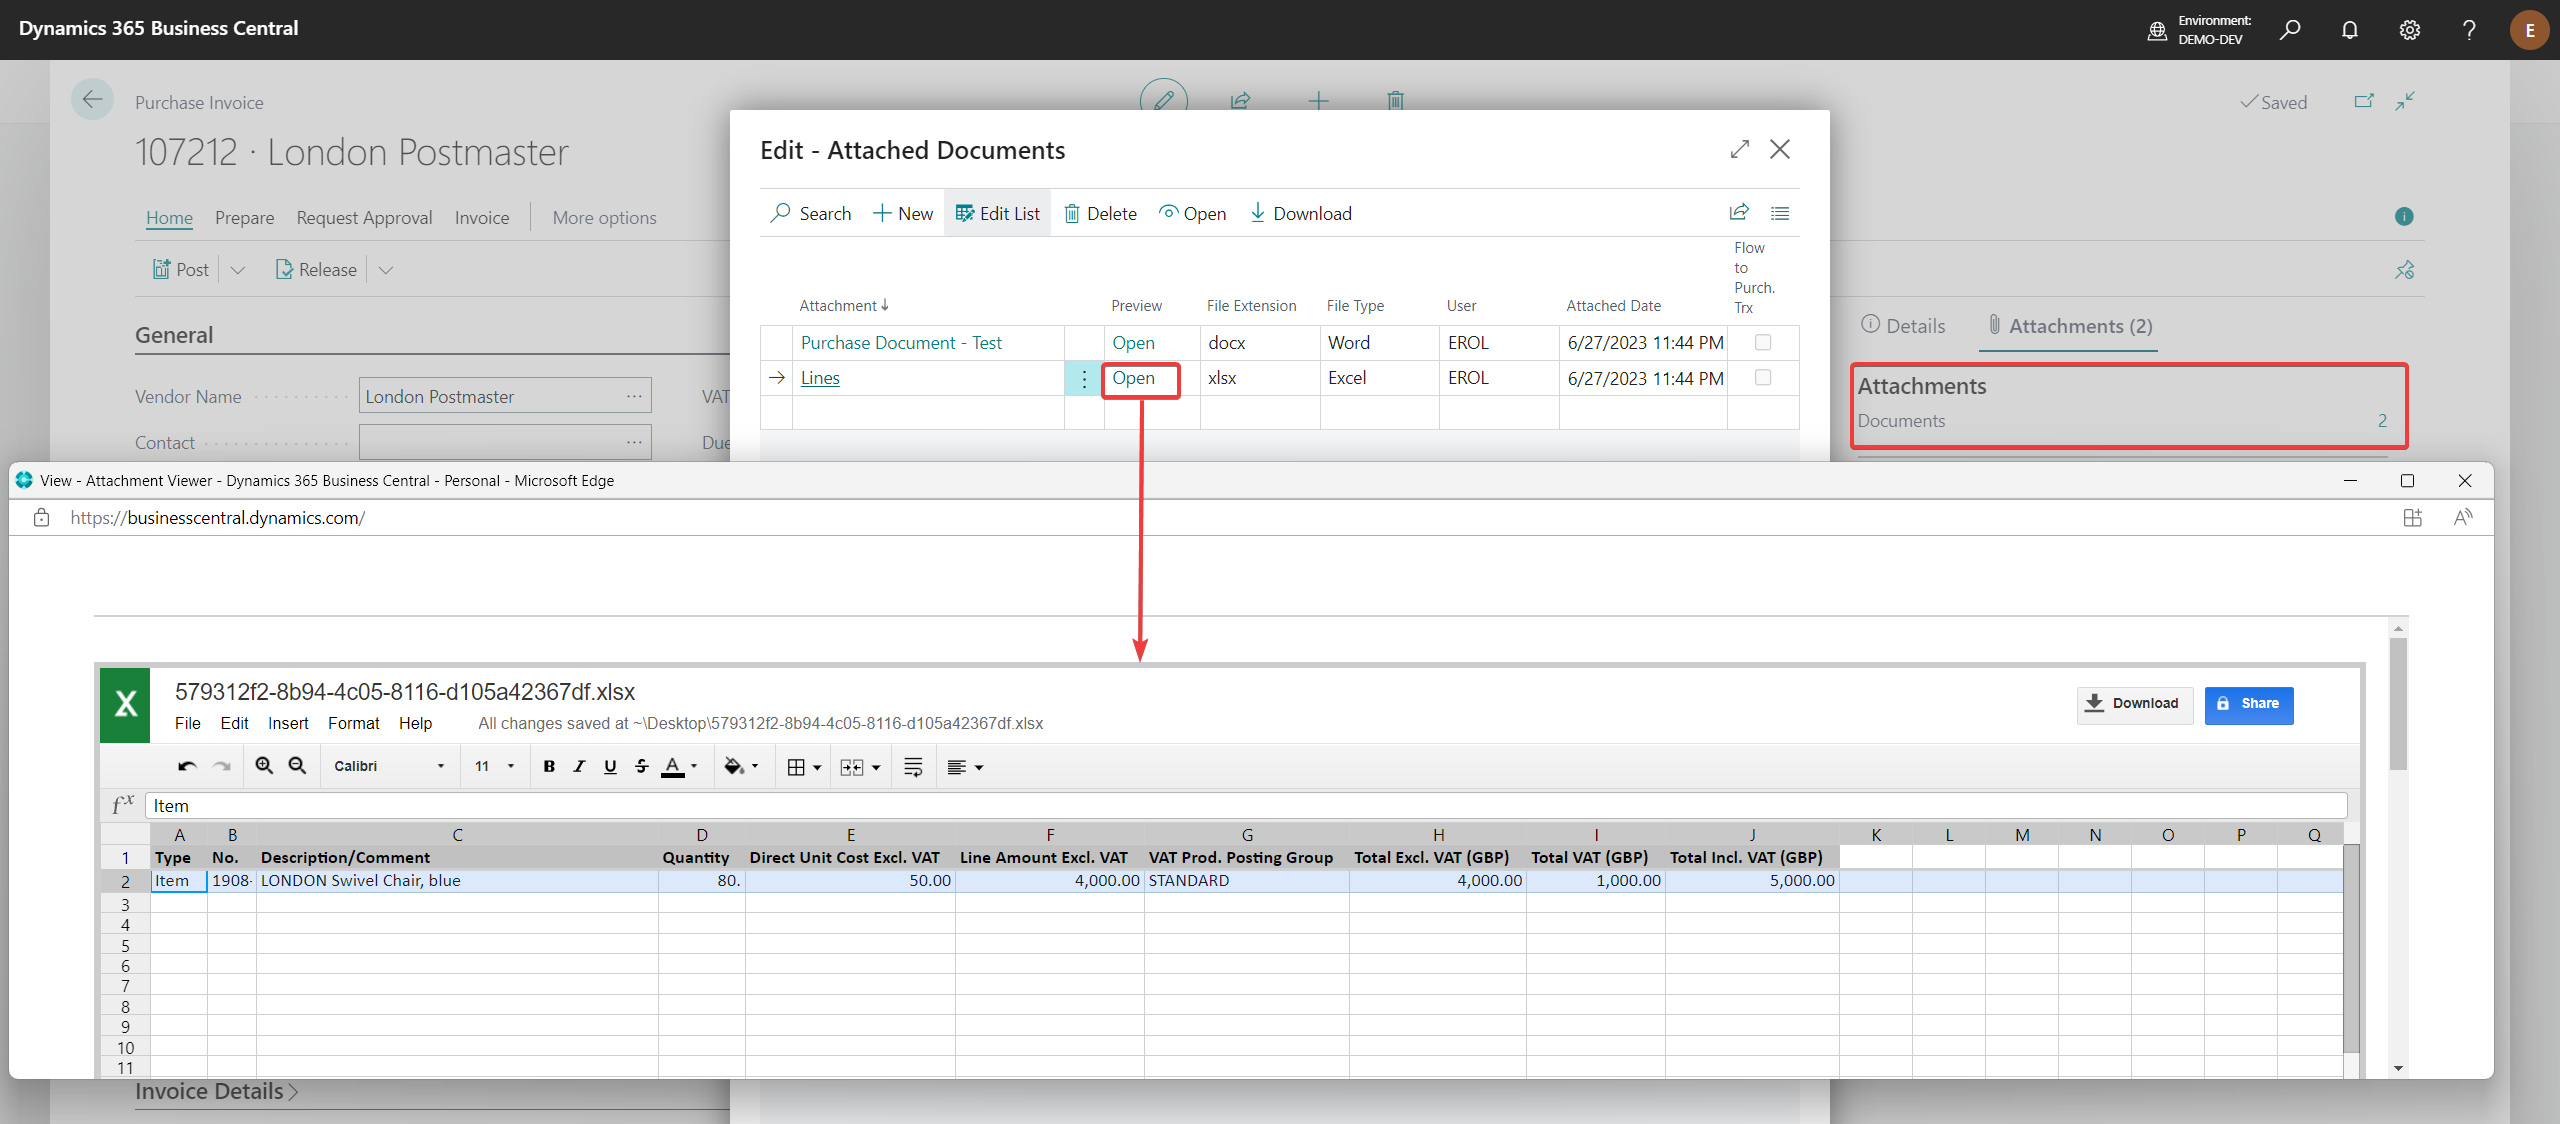 Dynamics 365 Business Central
Environment:
DEMO-DEV
E
Purchase Invoice
Saved
107212 · London Postmaster
Home Prepare Request Approval Invoice More options
Post Release
General
Vendor Name London Postmaster
VAT
Contact
Due
Edit - Attached Documents
Search New Edit List Delete Open Download
Attachment Preview File Extension File Type User Attached Date Flow to Purch. Trx
Purchase Document - Test Open docx Word EROL 6/27/2023 11:44 PM
Lines Open xlsx Excel EROL 6/27/2023 11:44 PM
Details Attachments (2)
Attachments
Documents 2
View - Attachment Viewer - Dynamics 365 Business Central - Personal - Microsoft Edge
https://businesscentral.dynamics.com/
579312f2-8b94-4c05-8116-d105a42367df.xlsx
File Edit Insert Format Help All changes saved at ~\Desktop\579312f2-8b94-4c05-8116-d105a42367df.xlsx
Download Share
Calibri 11 B I U S A
fx Item
A B C D E F G H I J K L M N O P Q
1 Type No. Description/Comment Quantity Direct Unit Cost Excl. VAT Line Amount Excl. VAT VAT Prod. Posting Group Total Excl. VAT (GBP) Total VAT (GBP) Total Incl. VAT (GBP)
2 Item 1908- LONDON Swivel Chair, blue 80. 50.00 4,000.00 STANDARD 4,000.00 1,000.00 5,000.00
3
4
5
6
7
8
9
10
11
Invoice Details